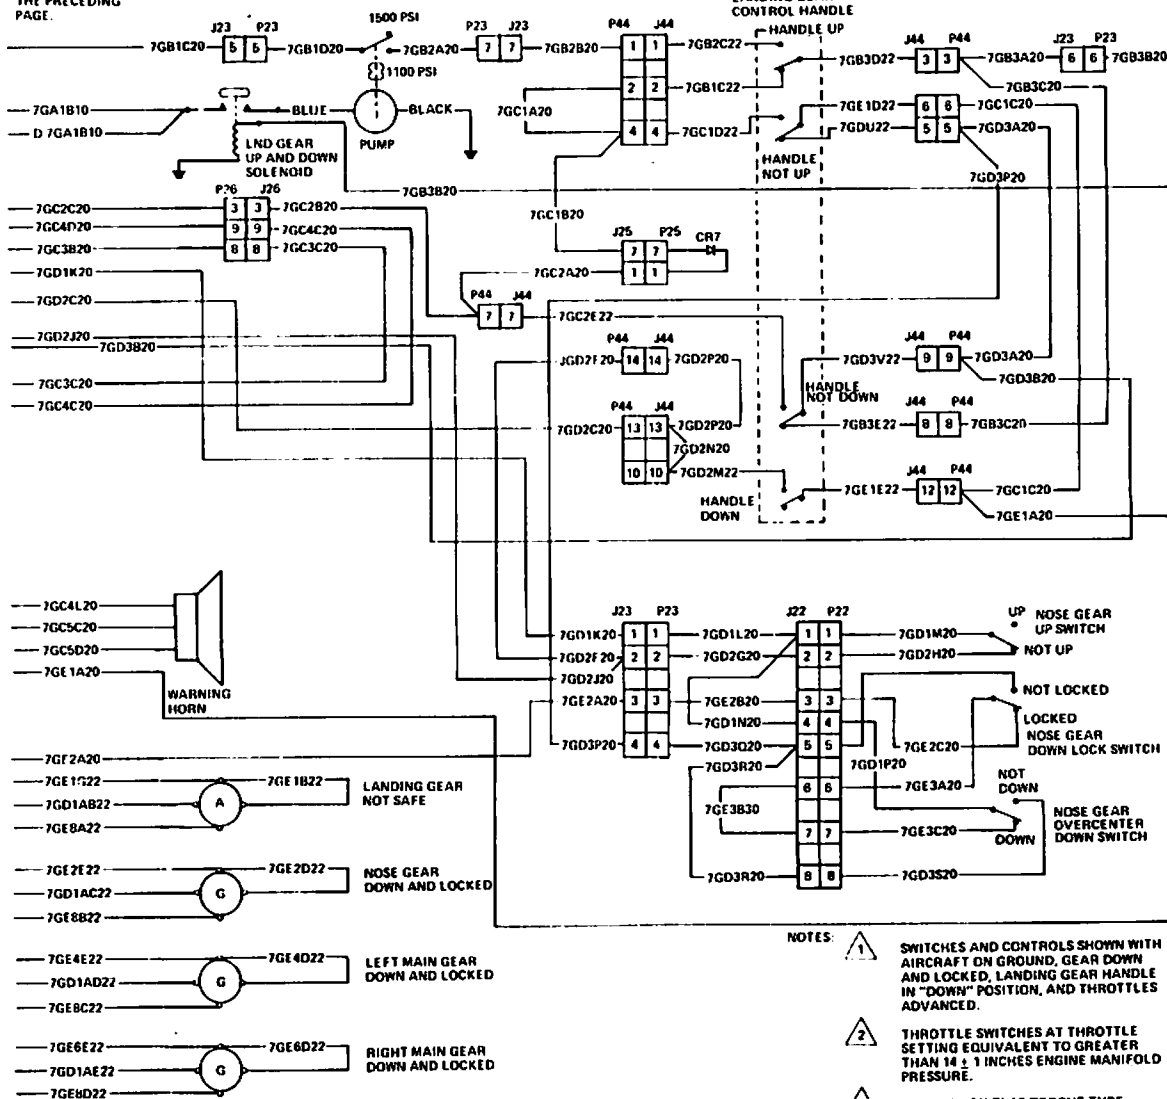 THE PRECEDING
PAGE.
CONTROL HANDLE
J23 P23
1500 PSI
P23 J23
P44 J44
HANDLE UP
J44 P44
J23 P23
7GB1C20 5 5 7GB1D20 7GB2A20 7 7 7GB2B20 1 1 7GB2C22
7GB3D22 3 3 7GB3A20 6 6 7GB3B20
1100 PSI
2 2 7GB1C22
7GB3C20
7GA1B10 BLUE BLACK 7GC1A20
7GE1D22 6 6 7GC1C20
D 7GA1B10
PUMP
4 4 7GC1D22
7GDU22 5 5 7GD3A20
LND GEAR
UP AND DOWN
SOLENOID
HANDLE
NOT UP
7GD3P20
7GB3B20
P26 J26
7GC2C20 3 3 7GC2B20
7GC1B20
7GC4D20 9 9 7GC4C20
7GC3B20 8 8 7GC3C20
J25 P25 CR7
7 7
7GD1K20
7GC2A20 1 1
7GD2C20
P44 J44
7 7 7GC2E22
7GD2J20
7GD3B20
P44 J44
J44 P44
JGD2F20 14 14 7GD2P20
7GD3V22 9 9 7GD3A20
7GD3B20
7GC3C20
HANDLE
NOT DOWN
7GC4C20
P44 J44
J44 P44
7GD2C20 13 13 7GD2P20
7GB3E22 8 8 7GB3C20
7GD2N20
10 10 7GD2M22
J44 P44
HANDLE
DOWN
7GE1E22 12 12 7GC1C20
7GE1A20
7GC4L20
7GC5C20
7GC5D20
7GE1A20
WARNING
HORN
J23 P23
J22 P22
UP NOSE GEAR
UP SWITCH
7GD1K20 1 1 7GD1L20 1 1 7GD1M20
NOT UP
7GD2F20 2 2 7GD2G20 2 2 7GD2H20
7GD2J20
NOT LOCKED
7GE2A20 3 3 7GE2B20 3 3
LOCKED
7GD1N20 4 4
NOSE GEAR
DOWN LOCK SWITCH
7GD3P20 4 4 7GD3Q20 5 5 7GE2C20
7GD3R20 7GD1P20
NOT
DOWN
6 6 7GE3A20
7GE3B30
NOSE GEAR
OVERCENTER
DOWN SWITCH
7 7 7GE3C20
DOWN
7GD3R20 8 8 7GD3S20
7GE2A20
7GE1B22
LANDING GEAR
NOT SAFE
7GD1AB22 A
7GE8A22
7GE2E22 7GE2D22
NOSE GEAR
DOWN AND LOCKED
7GD1AC22 G
7GE8B22
7GE4E22 7GE4D22
LEFT MAIN GEAR
DOWN AND LOCKED
7GD1AD22 G
7GE8C22
7GE6E22 7GE6D22
RIGHT MAIN GEAR
DOWN AND LOCKED
7GD1AE22 G
7GE8D22
NOTES:
1 SWITCHES AND CONTROLS SHOWN WITH
AIRCRAFT ON GROUND, GEAR DOWN
AND LOCKED, LANDING GEAR HANDLE
IN "DOWN" POSITION, AND THROTTLES
ADVANCED.
2 THROTTLE SWITCHES AT THROTTLE
SETTING EQUIVALENT TO GREATER
THAN 14 ± 1 INCHES ENGINE MANIFOLD
PRESSURE.